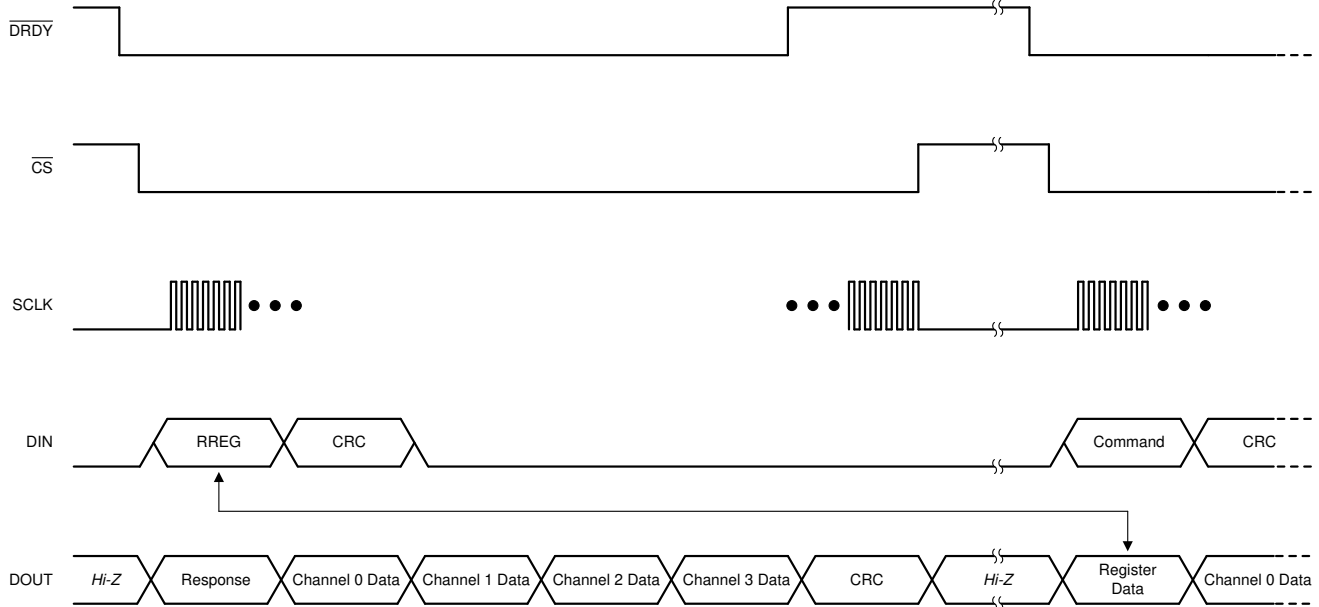 DRDY
CS
SCLK
DIN RREG CRC Command CRC
DOUT Hi-Z Response Channel 0 Data Channel 1 Data Channel 2 Data Channel 3 Data CRC Hi-Z Register Data Channel 0 Data